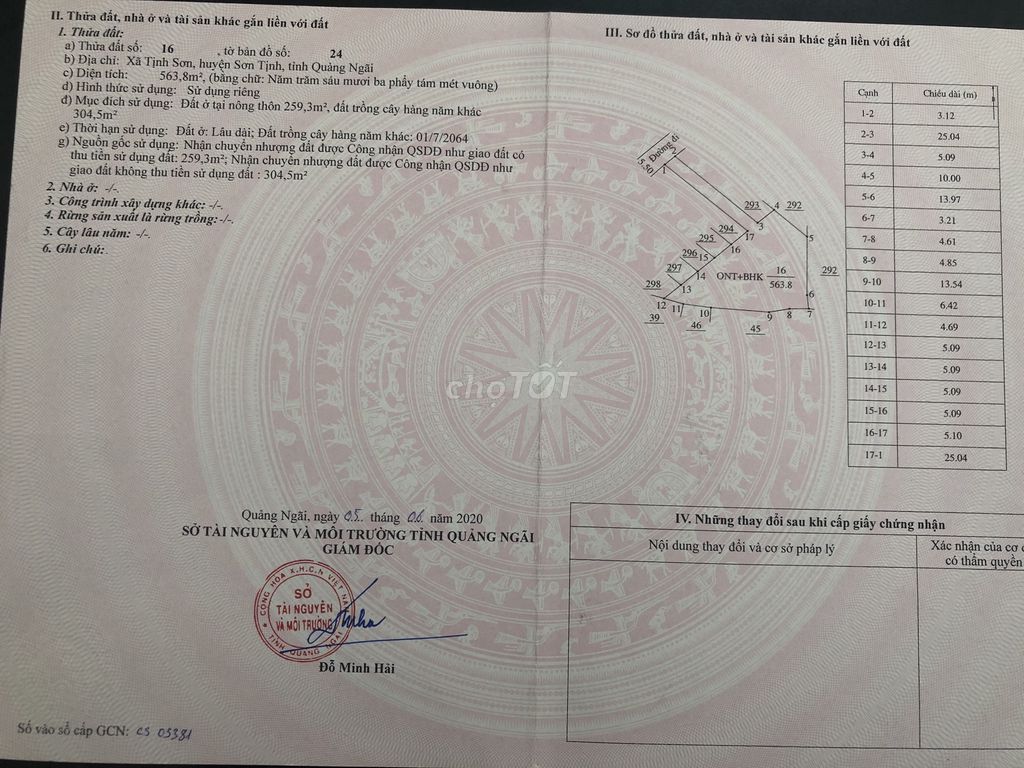 II. Thửa đất, nhà ở và tài sản khác gắn liền với đất
1. Thửa đất:
a) Thửa đất số: 16 , tờ bản đồ số: 24
b) Địa chỉ: Xã Tịnh Sơn, huyện Sơn Tịnh, tỉnh Quảng Ngãi
c) Diện tích: 563,8m², (bằng chữ: Năm trăm sáu mươi ba phẩy tám mét vuông)
d) Hình thức sử dụng: Sử dụng riêng
đ) Mục đích sử dụng: Đất ở tại nông thôn 259,3m², đất trồng cây hàng năm khác
304,5m²
e) Thời hạn sử dụng: Đất ở: Lâu dài; Đất trồng cây hàng năm khác: 01/7/2064
g) Nguồn gốc sử dụng: Nhận chuyển nhượng đất được Công nhận QSDĐ như giao đất có
thu tiền sử dụng đất: 259,3m²; Nhận chuyển nhượng đất được Công nhận QSDĐ như
giao đất không thu tiền sử dụng đất : 304,5m²
2. Nhà ở: -/-.
3. Công trình xây dựng khác: -/-.
4. Rừng sản xuất là rừng trồng: -/-.
5. Cây lâu năm: -/-.
6. Ghi chú:.
Quảng Ngãi, ngày 05 tháng 06 năm 2020
SỞ TÀI NGUYÊN VÀ MÔI TRƯỜNG TỈNH QUẢNG NGÃI
GIÁM ĐỐC
CỘNG HÒA X.H.C.N VIỆT NAM
SỞ
TÀI NGUYÊN
VÀ MÔI TRƯỜNG
TỈNH QUẢNG NGÃI
Đỗ Minh Hải
Số vào sổ cấp GCN: CS 05381
III. Sơ đồ thửa đất, nhà ở và tài sản khác gắn liền với đất
Đường đi
5.50
1
2
293
4
292
3
5
294
17
295
16
296
15
297
14
ONT+BHK 16
563.8
292
298
13
6
12
11
10
9
8
7
39
46
45
Cạnh Chiều dài (m)
1-2 3.12
2-3 25.04
3-4 5.09
4-5 10.00
5-6 13.97
6-7 3.21
7-8 4.61
8-9 4.85
9-10 13.54
10-11 6.42
11-12 4.69
12-13 5.09
13-14 5.09
14-15 5.09
15-16 5.09
16-17 5.10
17-1 25.04
chợTỐT
IV. Những thay đổi sau khi cấp giấy chứng nhận
Nội dung thay đổi và cơ sở pháp lý
Xác nhận của cơ
có thẩm quyền